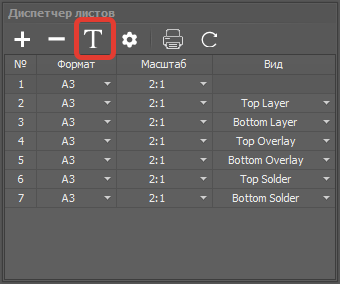 Диспетчер листов
T
№ Формат Масштаб Вид
1 A3 2:1
2 A3 2:1 Top Layer
3 A3 2:1 Bottom Layer
4 A3 2:1 Top Overlay
5 A3 2:1 Bottom Overlay
6 A3 2:1 Top Solder
7 A3 2:1 Bottom Solder